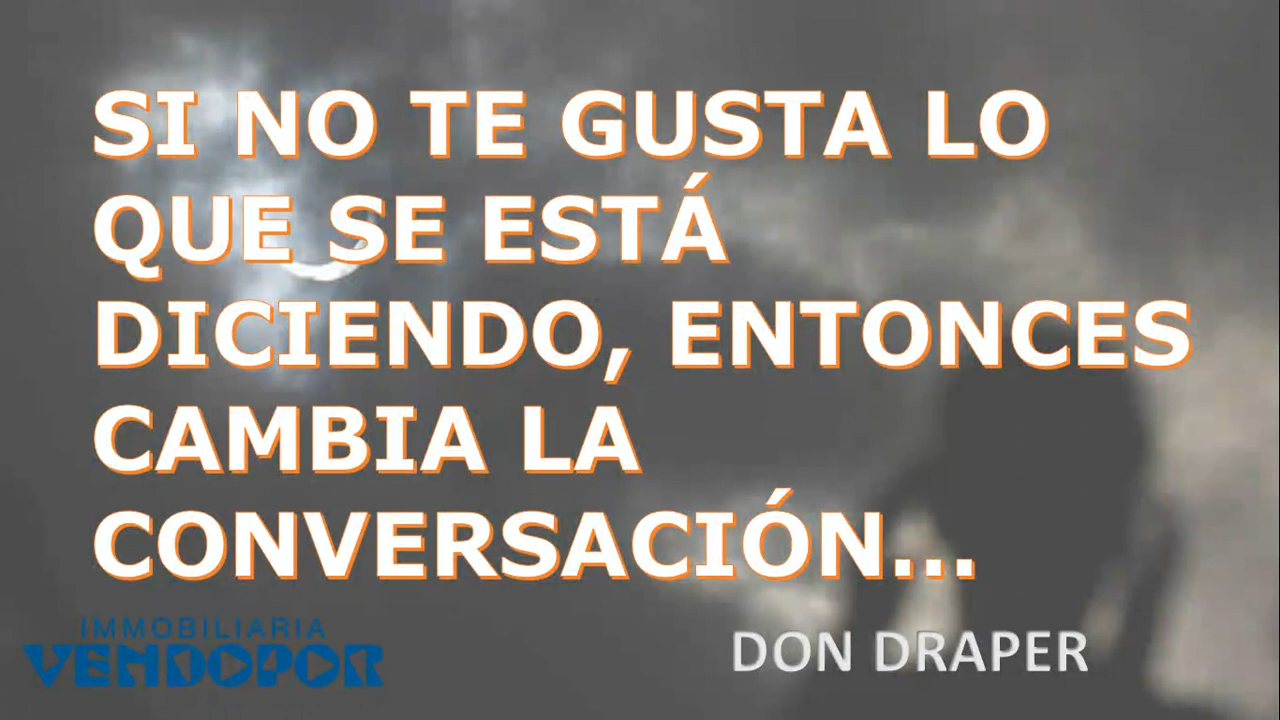 SI NO TE GUSTA LO
QUE SE ESTÁ
DICIENDO, ENTONCES
CAMBIA LA
CONVERSACIÓN...
IMMOBILIARIA
VENDOPOR
DON DRAPER